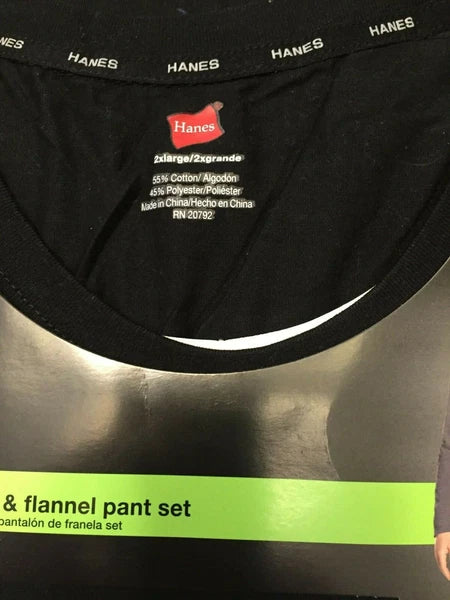 NES HANES HANES HANES HANES
Hanes
2xlarge/2xgrande
55% Cotton/ Algodón
45% Polyester/Poliéster
Made in China/Hecho en China
RN 20792
& flannel pant set
pantalón de franela set